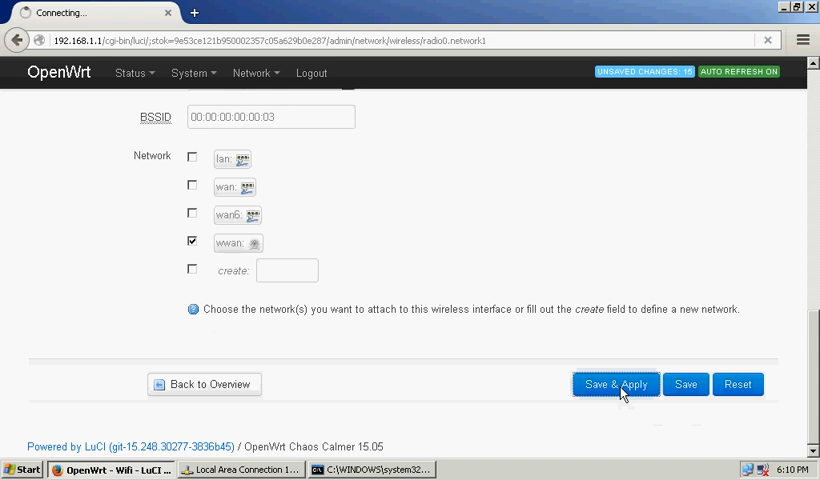 Connecting...
192.168.1.1/cgi-bin/luci/;stok=9e53ce121b950002357c05a629b0e287/admin/network/wireless/radio0.network1
OpenWrt Status System Network Logout UNSAVED CHANGES: 15 AUTO REFRESH ON
BSSID 00:00:00:00:00:03
Network lan:
wan:
wan6:
wwan:
create:
Choose the network(s) you want to attach to this wireless interface or fill out the create field to define a new network.
Back to Overview Save & Apply Save Reset
Powered by LuCI (git-15.248.30277-3836b45) / OpenWrt Chaos Calmer 15.05
Start OpenWrt - Wifi - LuCI ... Local Area Connection 1... C:\WINDOWS\system32... 6:10 PM